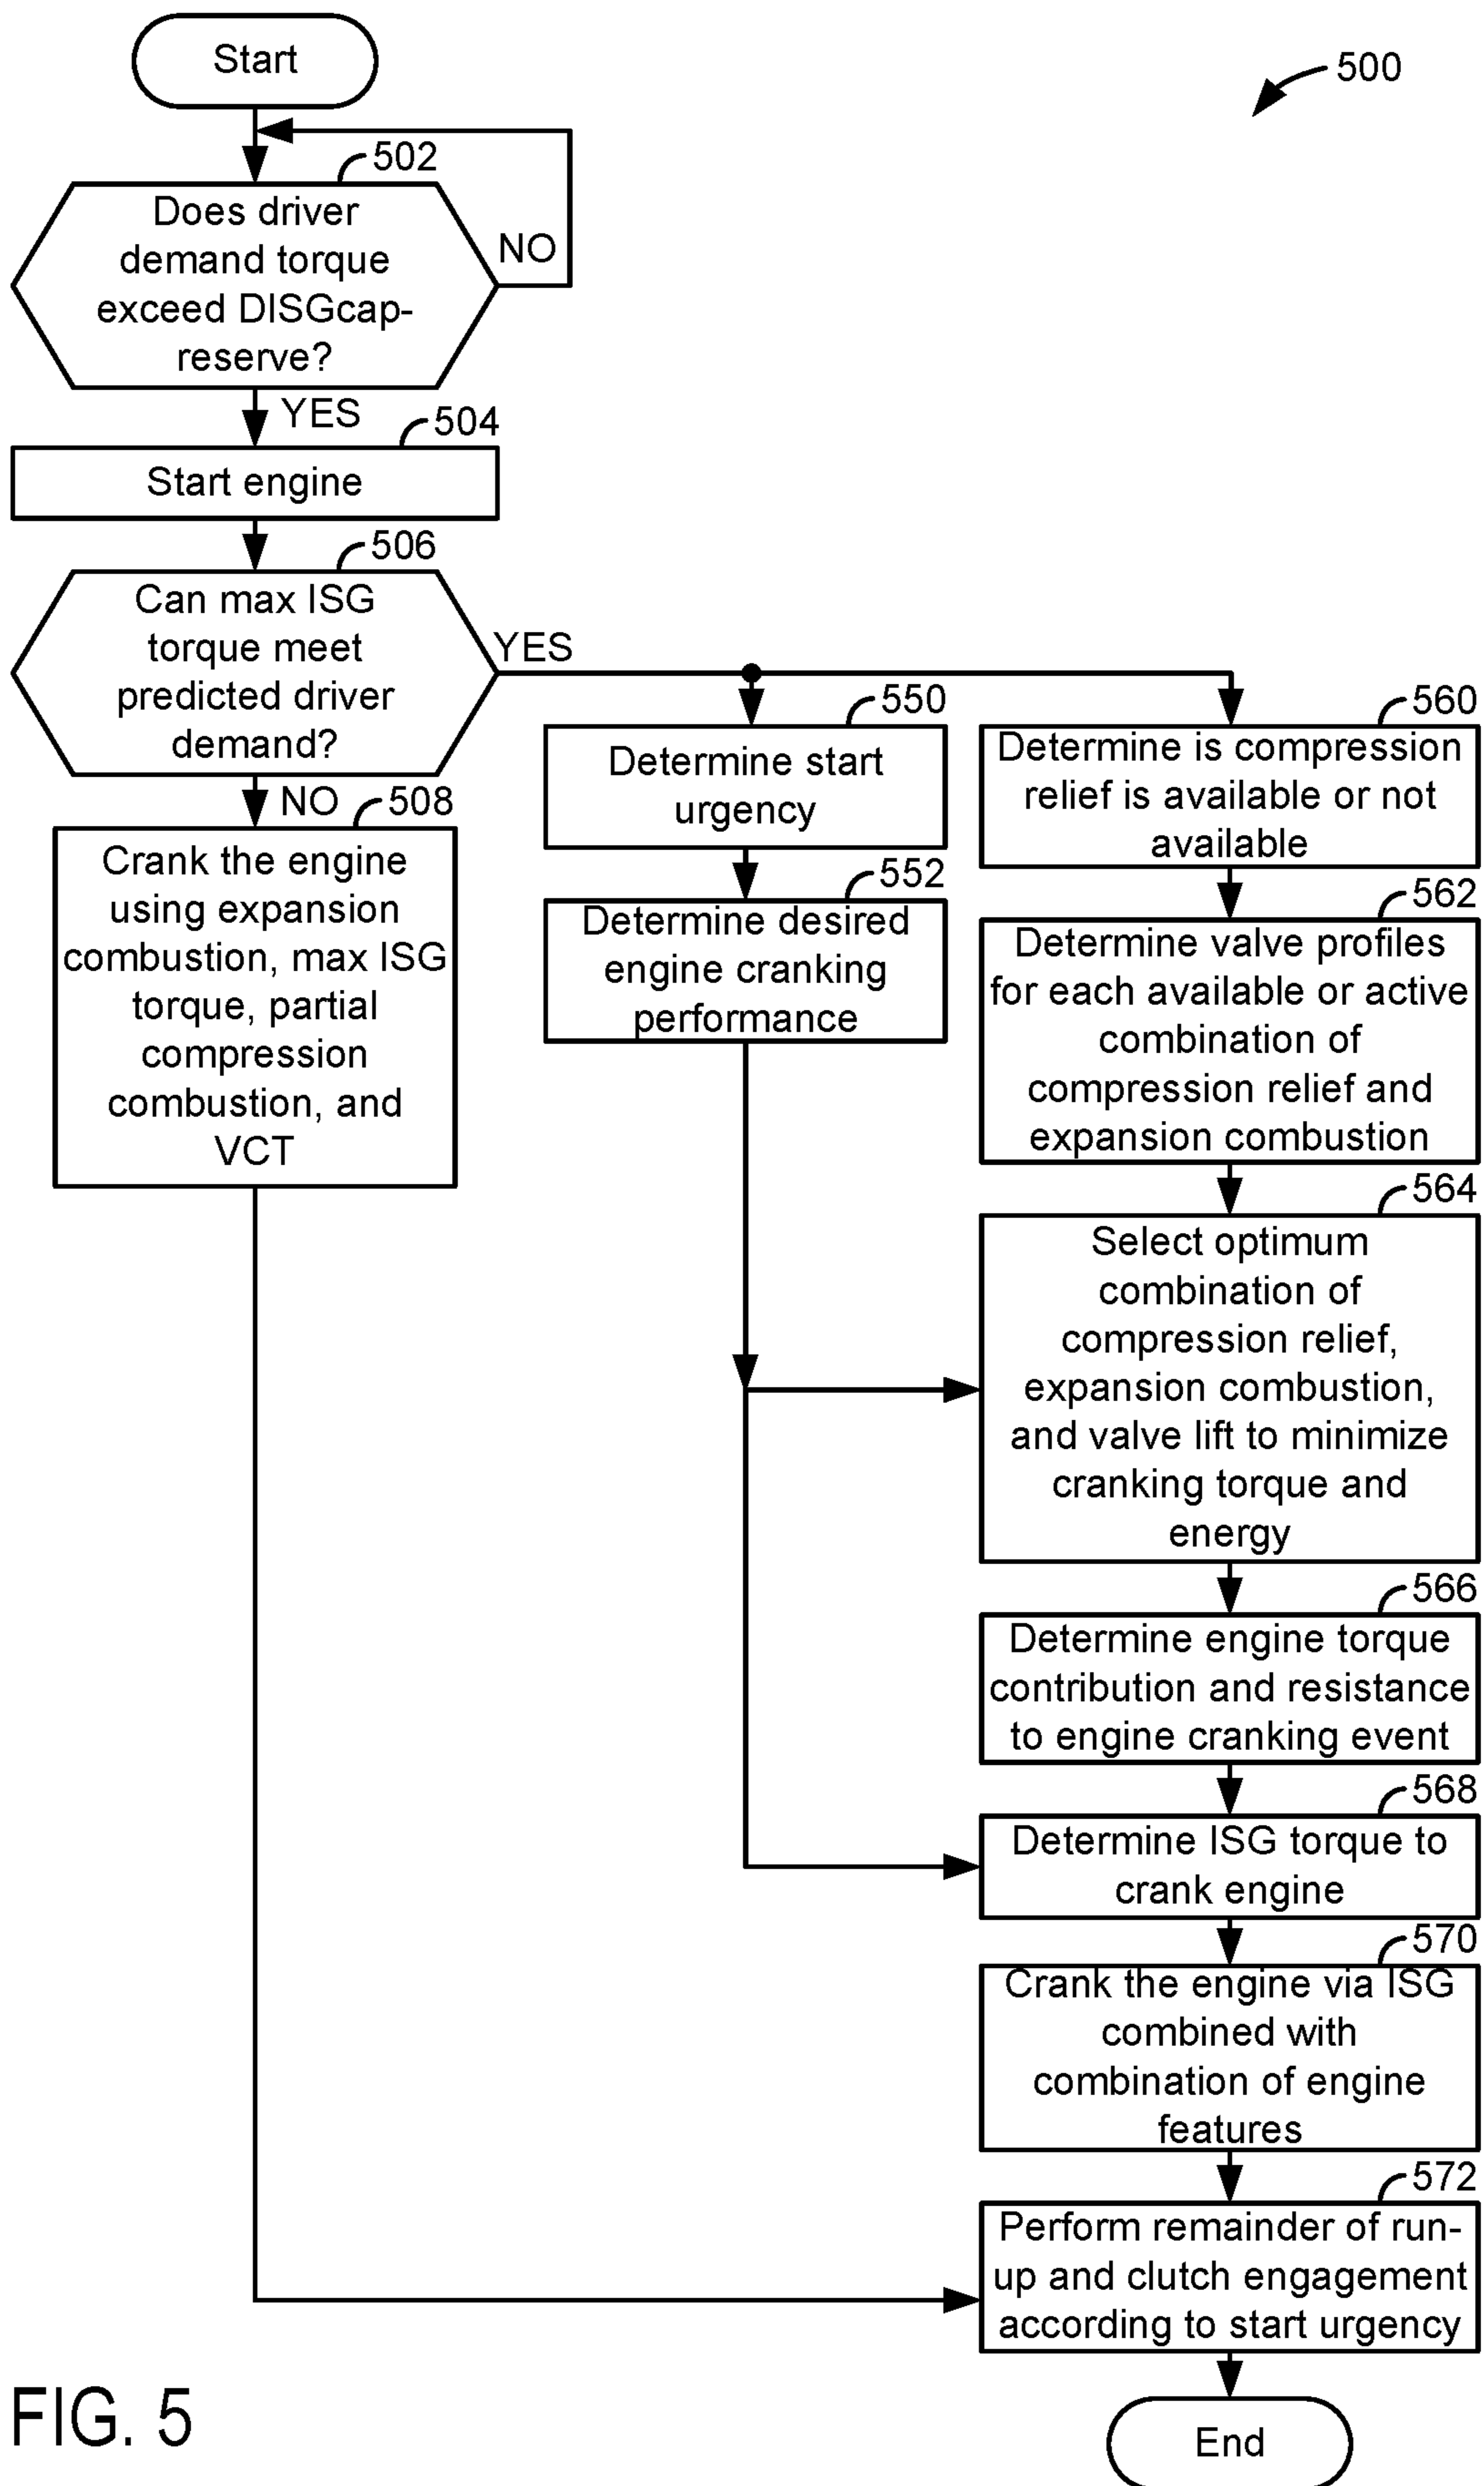 Start
500
502
Does driver
demand torque
exceed DISGcap-
reserve?
NO
YES
504
Start engine
506
Can max ISG
torque meet
predicted driver
demand?
YES
NO
508
Crank the engine
using expansion
combustion, max ISG
torque, partial
compression
combustion, and
VCT
550
Determine start
urgency
552
Determine desired
engine cranking
performance
560
Determine is compression
relief is available or not
available
562
Determine valve profiles
for each available or active
combination of
compression relief and
expansion combustion
564
Select optimum
combination of
compression relief,
expansion combustion,
and valve lift to minimize
cranking torque and
energy
566
Determine engine torque
contribution and resistance
to engine cranking event
568
Determine ISG torque to
crank engine
570
Crank the engine via ISG
combined with
combination of engine
features
572
Perform remainder of run-
up and clutch engagement
according to start urgency
End
FIG. 5